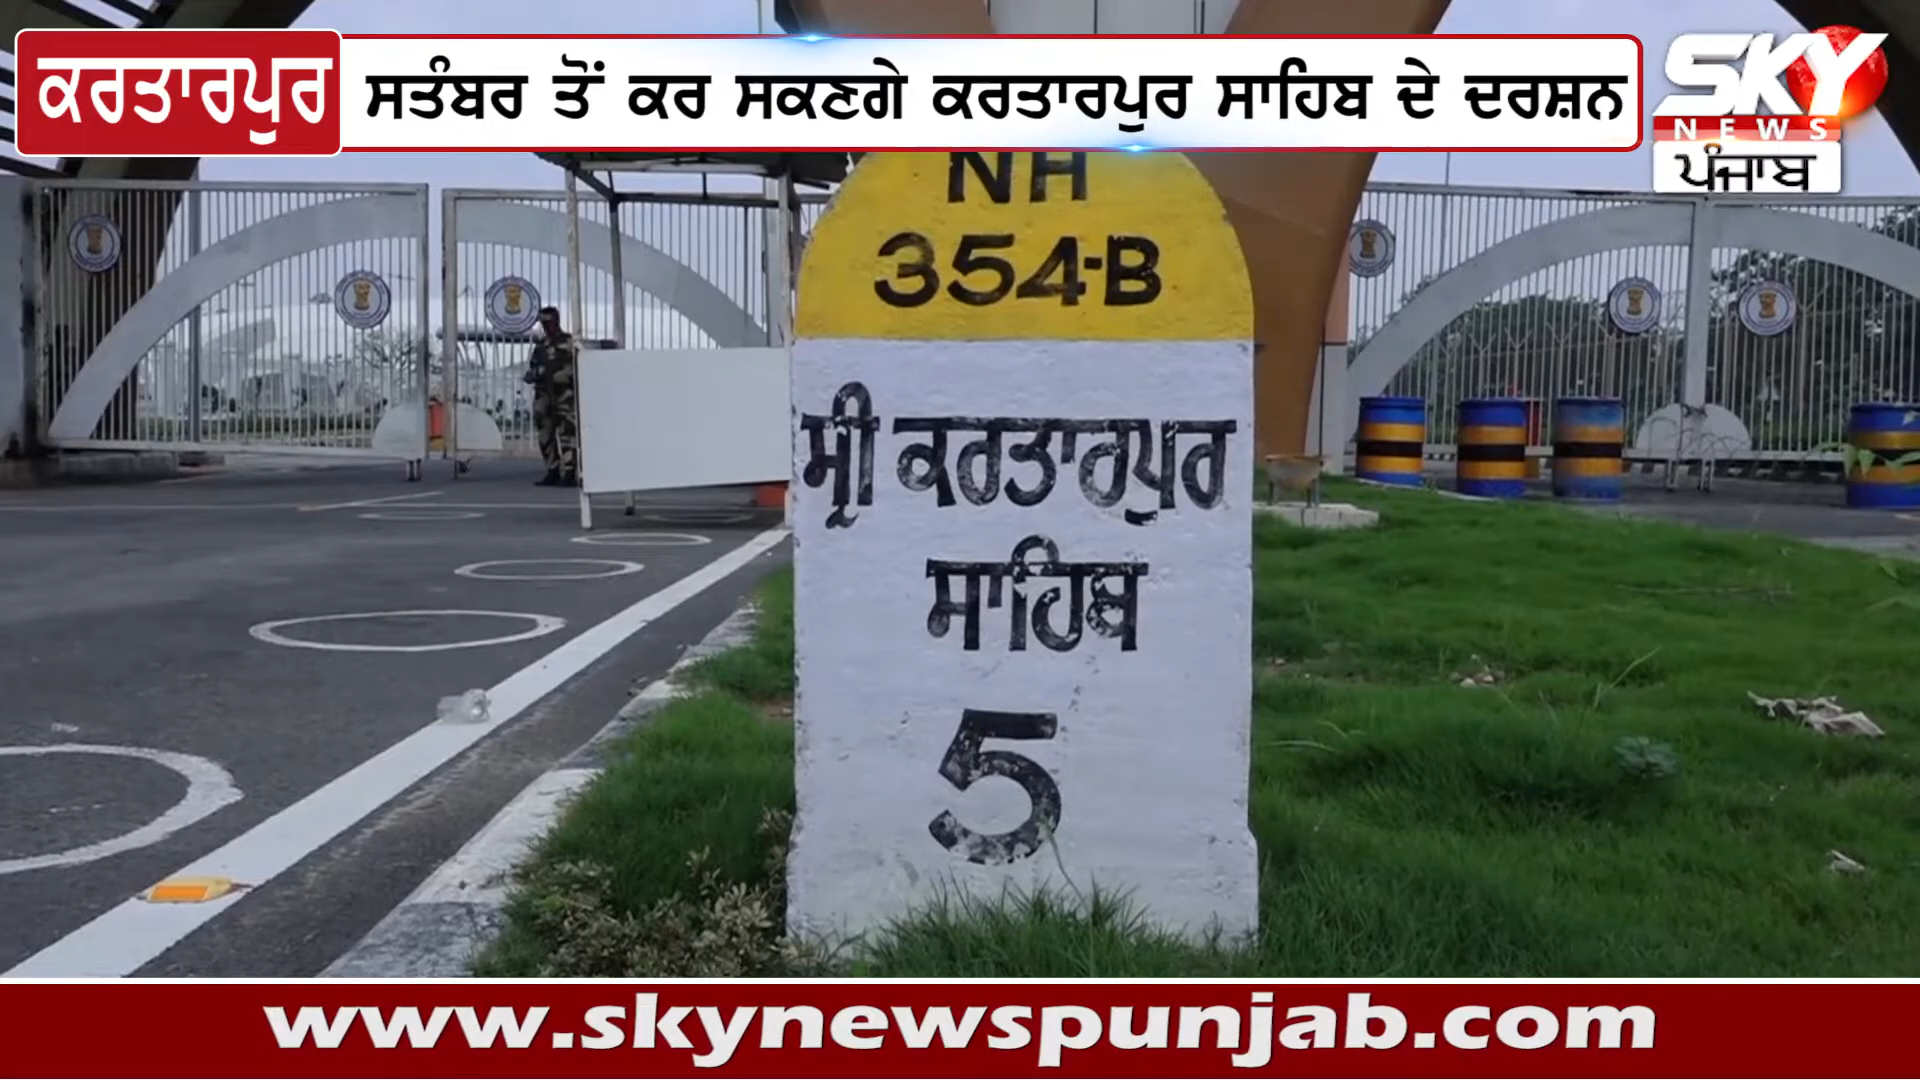 ਕਰਤਾਰਪੁਰ
ਸਤੰਬਰ ਤੋਂ ਕਰ ਸਕਣਗੇ ਕਰਤਾਰਪੁਰ ਸਾਹਿਬ ਦੇ ਦਰਸ਼ਨ
SKY
NEWS
ਪੰਜਾਬ
NH
354-B
ਸ੍ਰੀ ਕਰਤਾਰਪੁਰ
ਸਾਹਿਬ
5
www.skynewspunjab.com